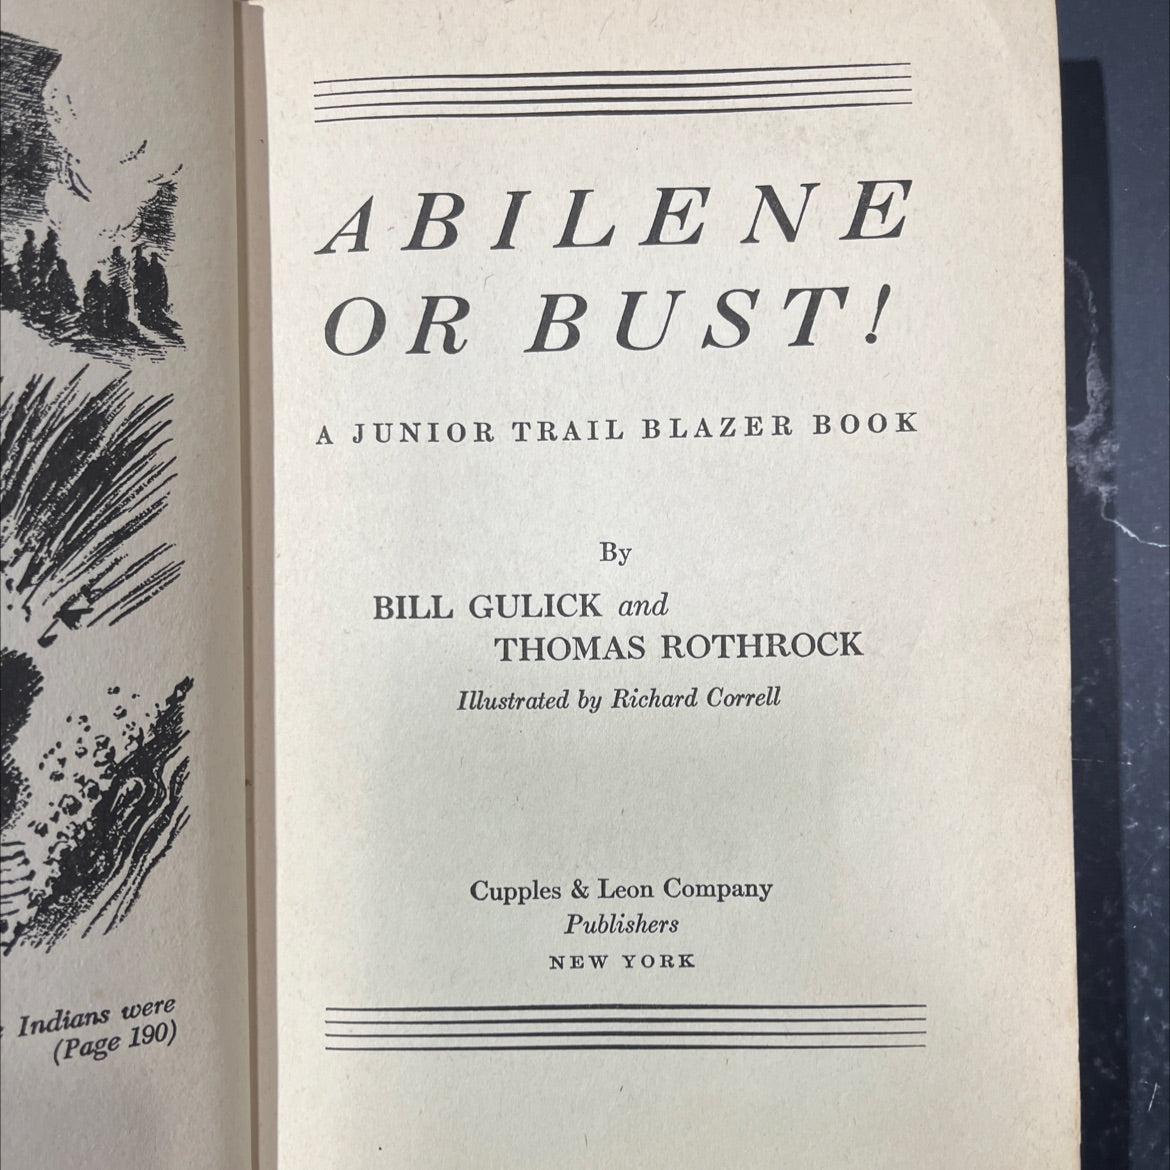 Indians were
(Page 190)
ABILENE
OR BUST!
A JUNIOR TRAIL BLAZER BOOK
By
BILL GULICK and
THOMAS ROTHROCK
Illustrated by Richard Correll
Cupples & Leon Company
Publishers
NEW YORK